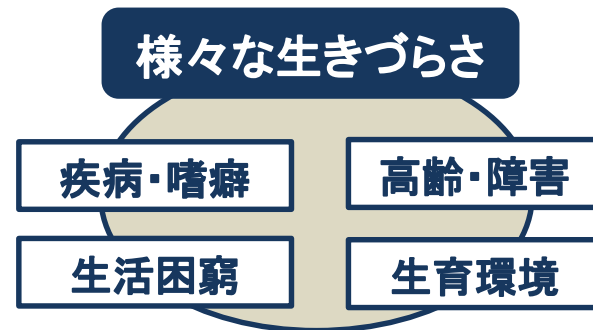 様々な生きづらさ
疾病・嗜癖
高齢・障害
生活困窮
生育環境